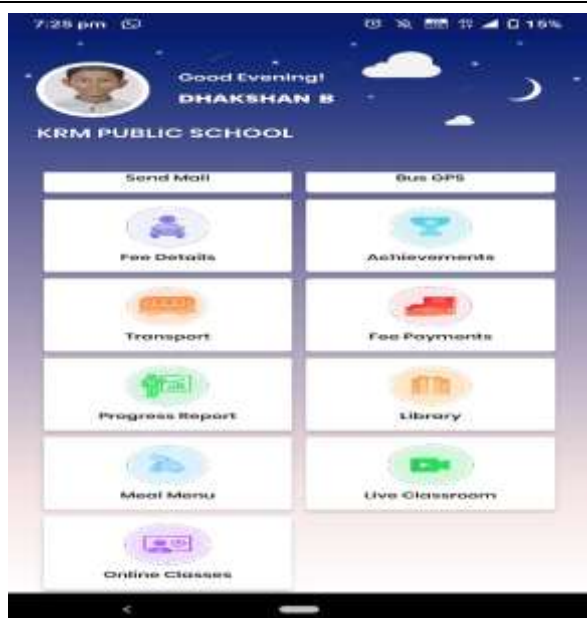 7:25 pm 15%
Good Evening!
DHAKSHAN B
KRM PUBLIC SCHOOL
Send Mail Bus GPS
Fee Details Achievements
Transport Fee Payments
Progress Report Library
Meal Menu Live Classroom
Online Classes